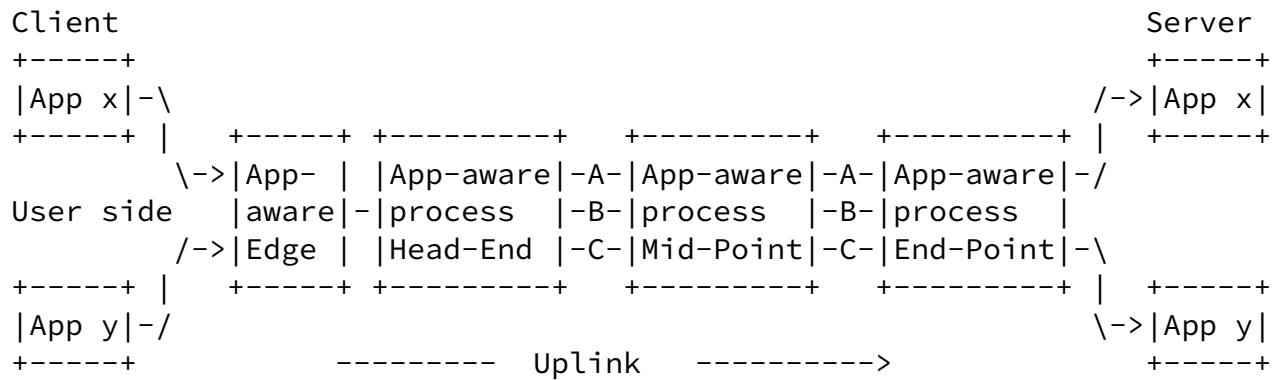 Client                                                    Server
+-----+                                                   +-----+
|App x|-\                                              /->|App x|
+-----+ |   +-----+ +---------+   +---------+   +---------+ |   +-----+
         \->|App- | |App-aware|-A-|App-aware|-A-|App-aware|-/
User side   |aware|-|process  |-B-|process  |-B-|process  |
         /->|Edge | |Head-End |-C-|Mid-Point|-C-|End-Point|-\
+-----+ |   +-----+ +---------+   +---------+   +---------+ |   +-----+
|App y|-/                                              \->|App y|
+-----+          ---------  Uplink   ---------->          +-----+